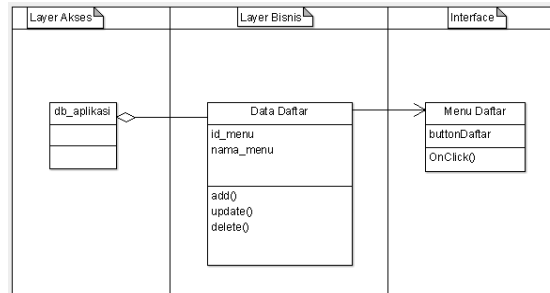 Layer Akses
Layer Bisnis
Interface
db_aplikasi
Data Daftar
id_menu
nama_menu
add()
update()
delete()
Menu Daftar
buttonDaftar
OnClick()